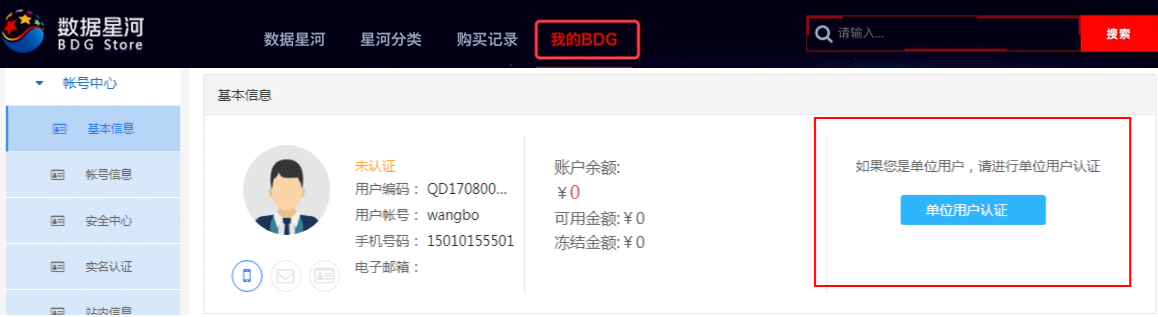 数据星河
BDG Store
数据星河 星河分类 购买记录 我的BDG
请输入...
搜索
帐号中心
基本信息
帐号信息
安全中心
实名认证
站内信息
基本信息
未认证
用户编码： QD170800...
用户帐号： wangbo
手机号码： 15010155501
电子邮箱：
账户余额:
￥0
可用金额:￥0
冻结金额:￥0
如果您是单位用户，请进行单位用户认证
单位用户认证